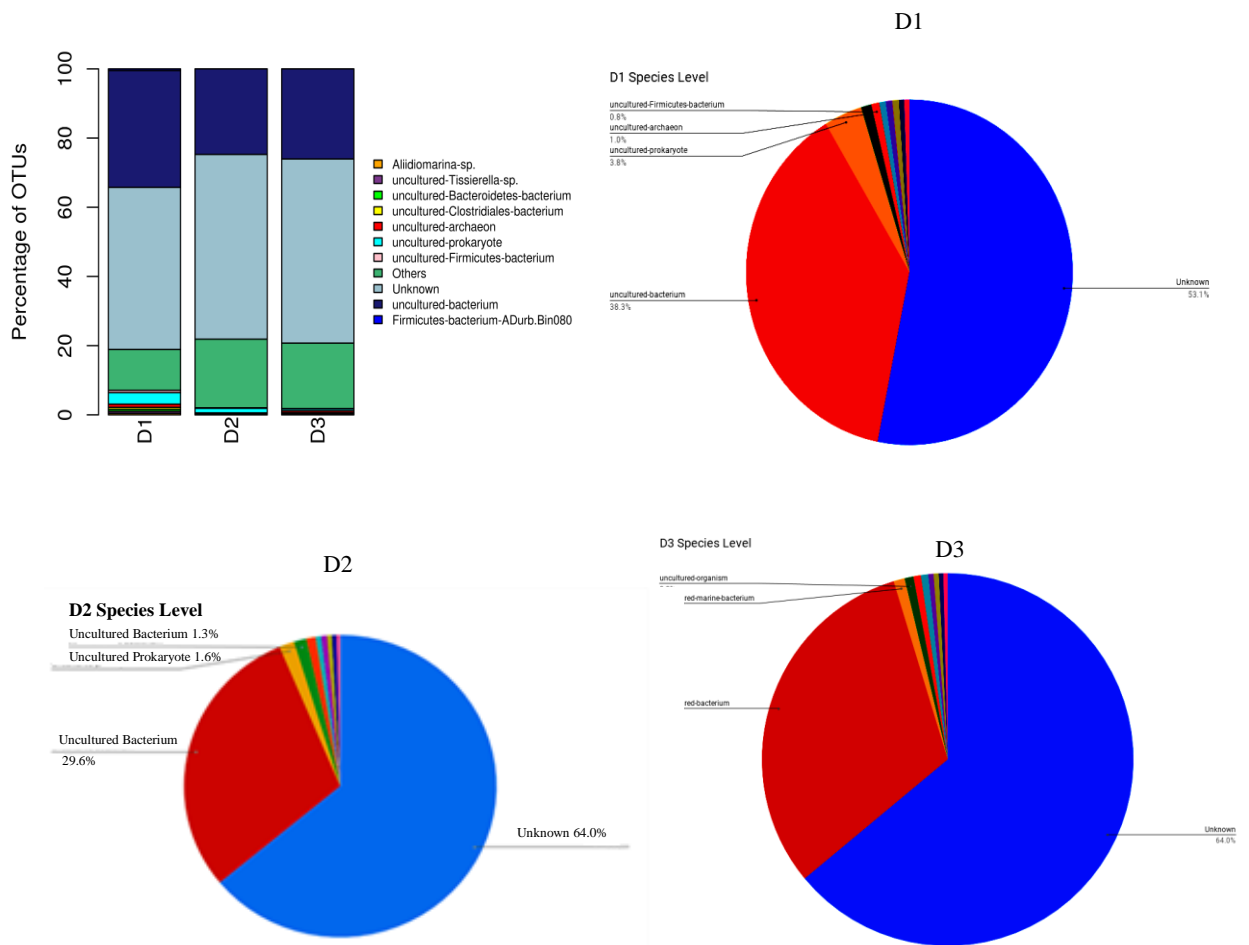 D1
Percentage of OTUs
100
80
60
40
20
0
D1
D2
D3
Aliidiomarina-sp.
uncultured-Tissierella-sp.
uncultured-Bacteroidetes-bacterium
uncultured-Clostridiales-bacterium
uncultured-archaeon
uncultured-prokaryote
uncultured-Firmicutes-bacterium
Others
Unknown
uncultured-bacterium
Firmicutes-bacterium-ADurb.Bin080
D1 Species Level
uncultured-Firmicutes-bacterium
0.8%
uncultured-archaeon
1.0%
uncultured-prokaryote
3.8%
uncultured-bacterium
38.3%
Unknown
53.1%
D2
D2 Species Level
Uncultured Bacterium 1.3%
Uncultured Prokaryote 1.6%
Uncultured Bacterium
29.6%
Unknown 64.0%
D3 Species Level
D3
uncultured-organism
red-marine-bacterium
red-bacterium
Unknown
64.0%